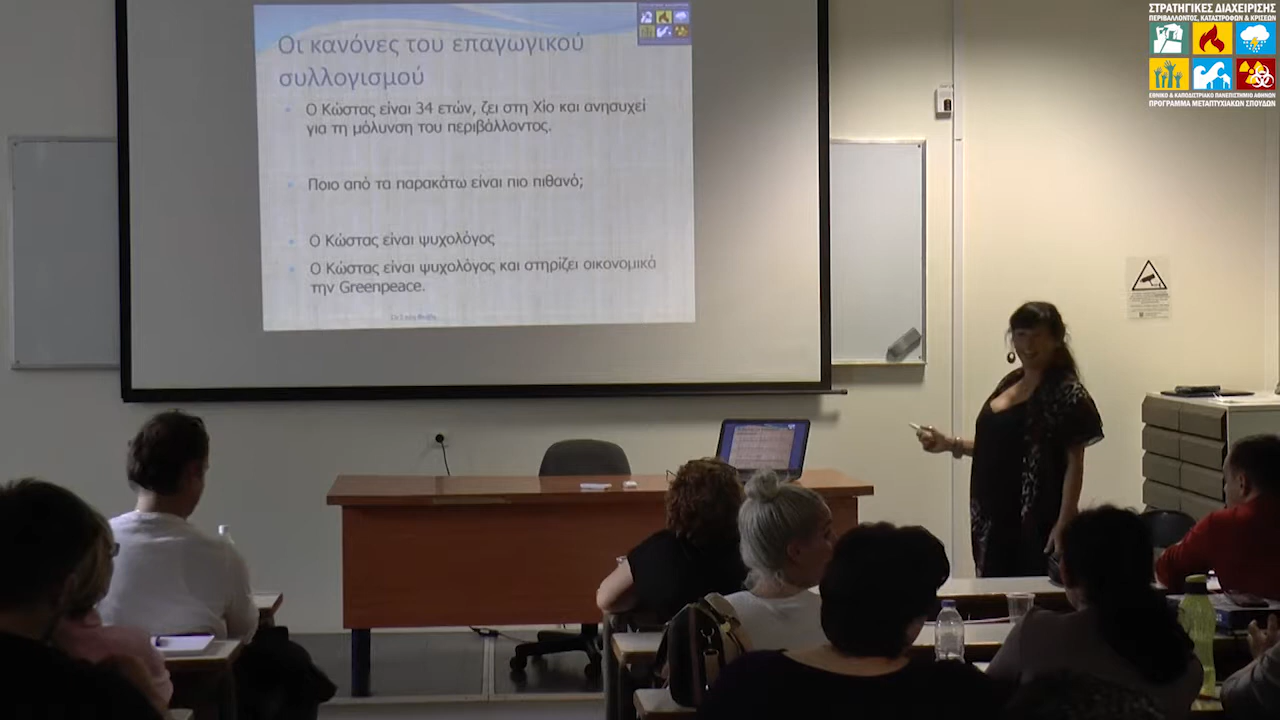 Οι κανόνες του επαγωγικού
συλλογισμού
Ο Κώστας είναι 34 ετών, ζει στη Χίο και ανησυχεί
για τη μόλυνση του περιβάλλοντος.
Ποιο από τα παρακάτω είναι πιο πιθανό;
Ο Κώστας είναι ψυχολόγος
Ο Κώστας είναι ψυχολόγος και στηρίζει οικονομικά
την Greenpeace.
ΣΤΡΑΤΗΓΙΚΕΣ ΔΙΑΧΕΙΡΙΣΗΣ
ΠΕΡΙΒΑΛΛΟΝΤΟΣ, ΚΑΤΑΣΤΡΟΦΩΝ & ΚΡΙΣΕΩΝ
ΕΘΝΙΚΟ & ΚΑΠΟΔΙΣΤΡΙΑΚΟ ΠΑΝΕΠΙΣΤΗΜΙΟ ΑΘΗΝΩΝ
ΠΡΟΓΡΑΜΜΑ ΜΕΤΑΠΤΥΧΙΑΚΩΝ ΣΠΟΥΔΩΝ